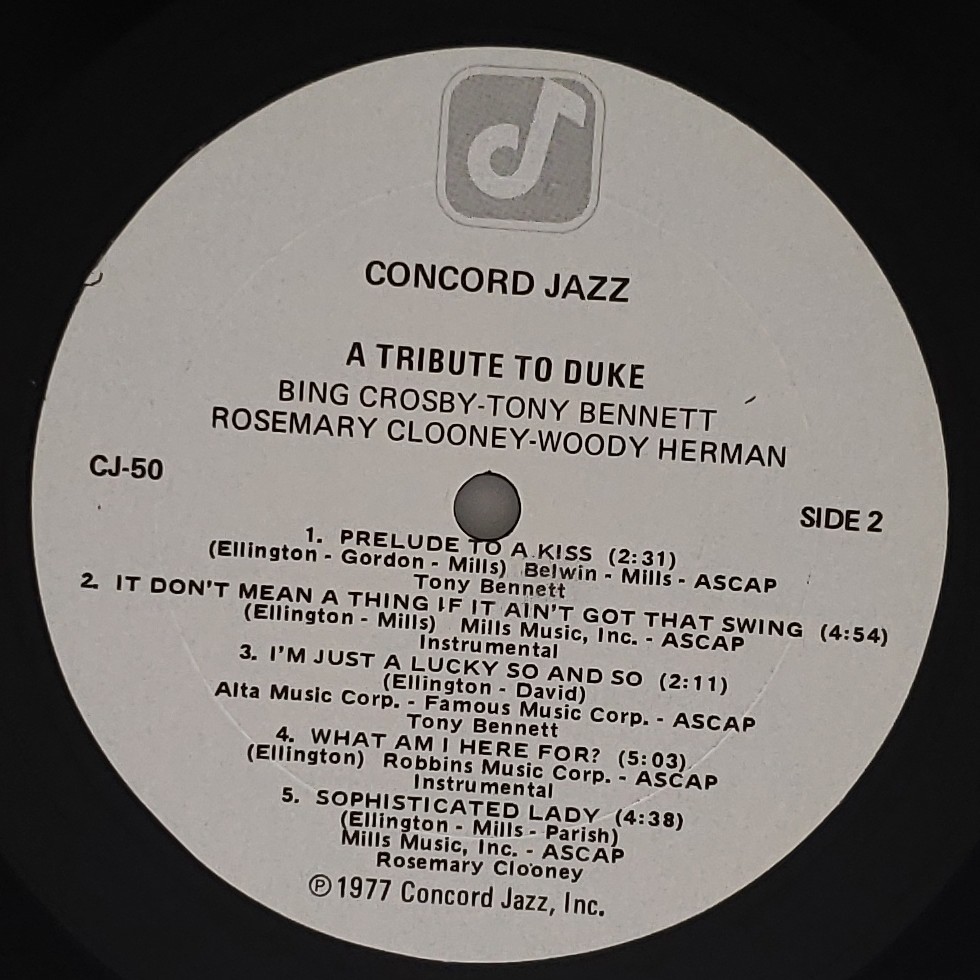 CONCORD JAZZ
A TRIBUTE TO DUKE
BING CROSBY-TONY BENNETT
ROSEMARY CLOONEY-WOODY HERMAN
CJ-50
SIDE 2
1. PRELUDE TO A KISS (2:31)
(Ellington - Gordon - Mills) Belwin - Mills - ASCAP
Tony Bennett
2. IT DON'T MEAN A THING IF IT AIN'T GOT THAT SWING (4:54)
(Ellington - Mills) Mills Music, Inc. - ASCAP
Instrumental
3. I'M JUST A LUCKY SO AND SO (2:11)
(Ellington - David)
Alta Music Corp. - Famous Music Corp. - ASCAP
Tony Bennett
4. WHAT AM I HERE FOR? (5:03)
(Ellington) Robbins Music Corp. - ASCAP
Instrumental
5. SOPHISTICATED LADY (4:38)
(Ellington - Mills - Parish)
Mills Music, Inc. - ASCAP
Rosemary Clooney
℗1977 Concord Jazz, Inc.